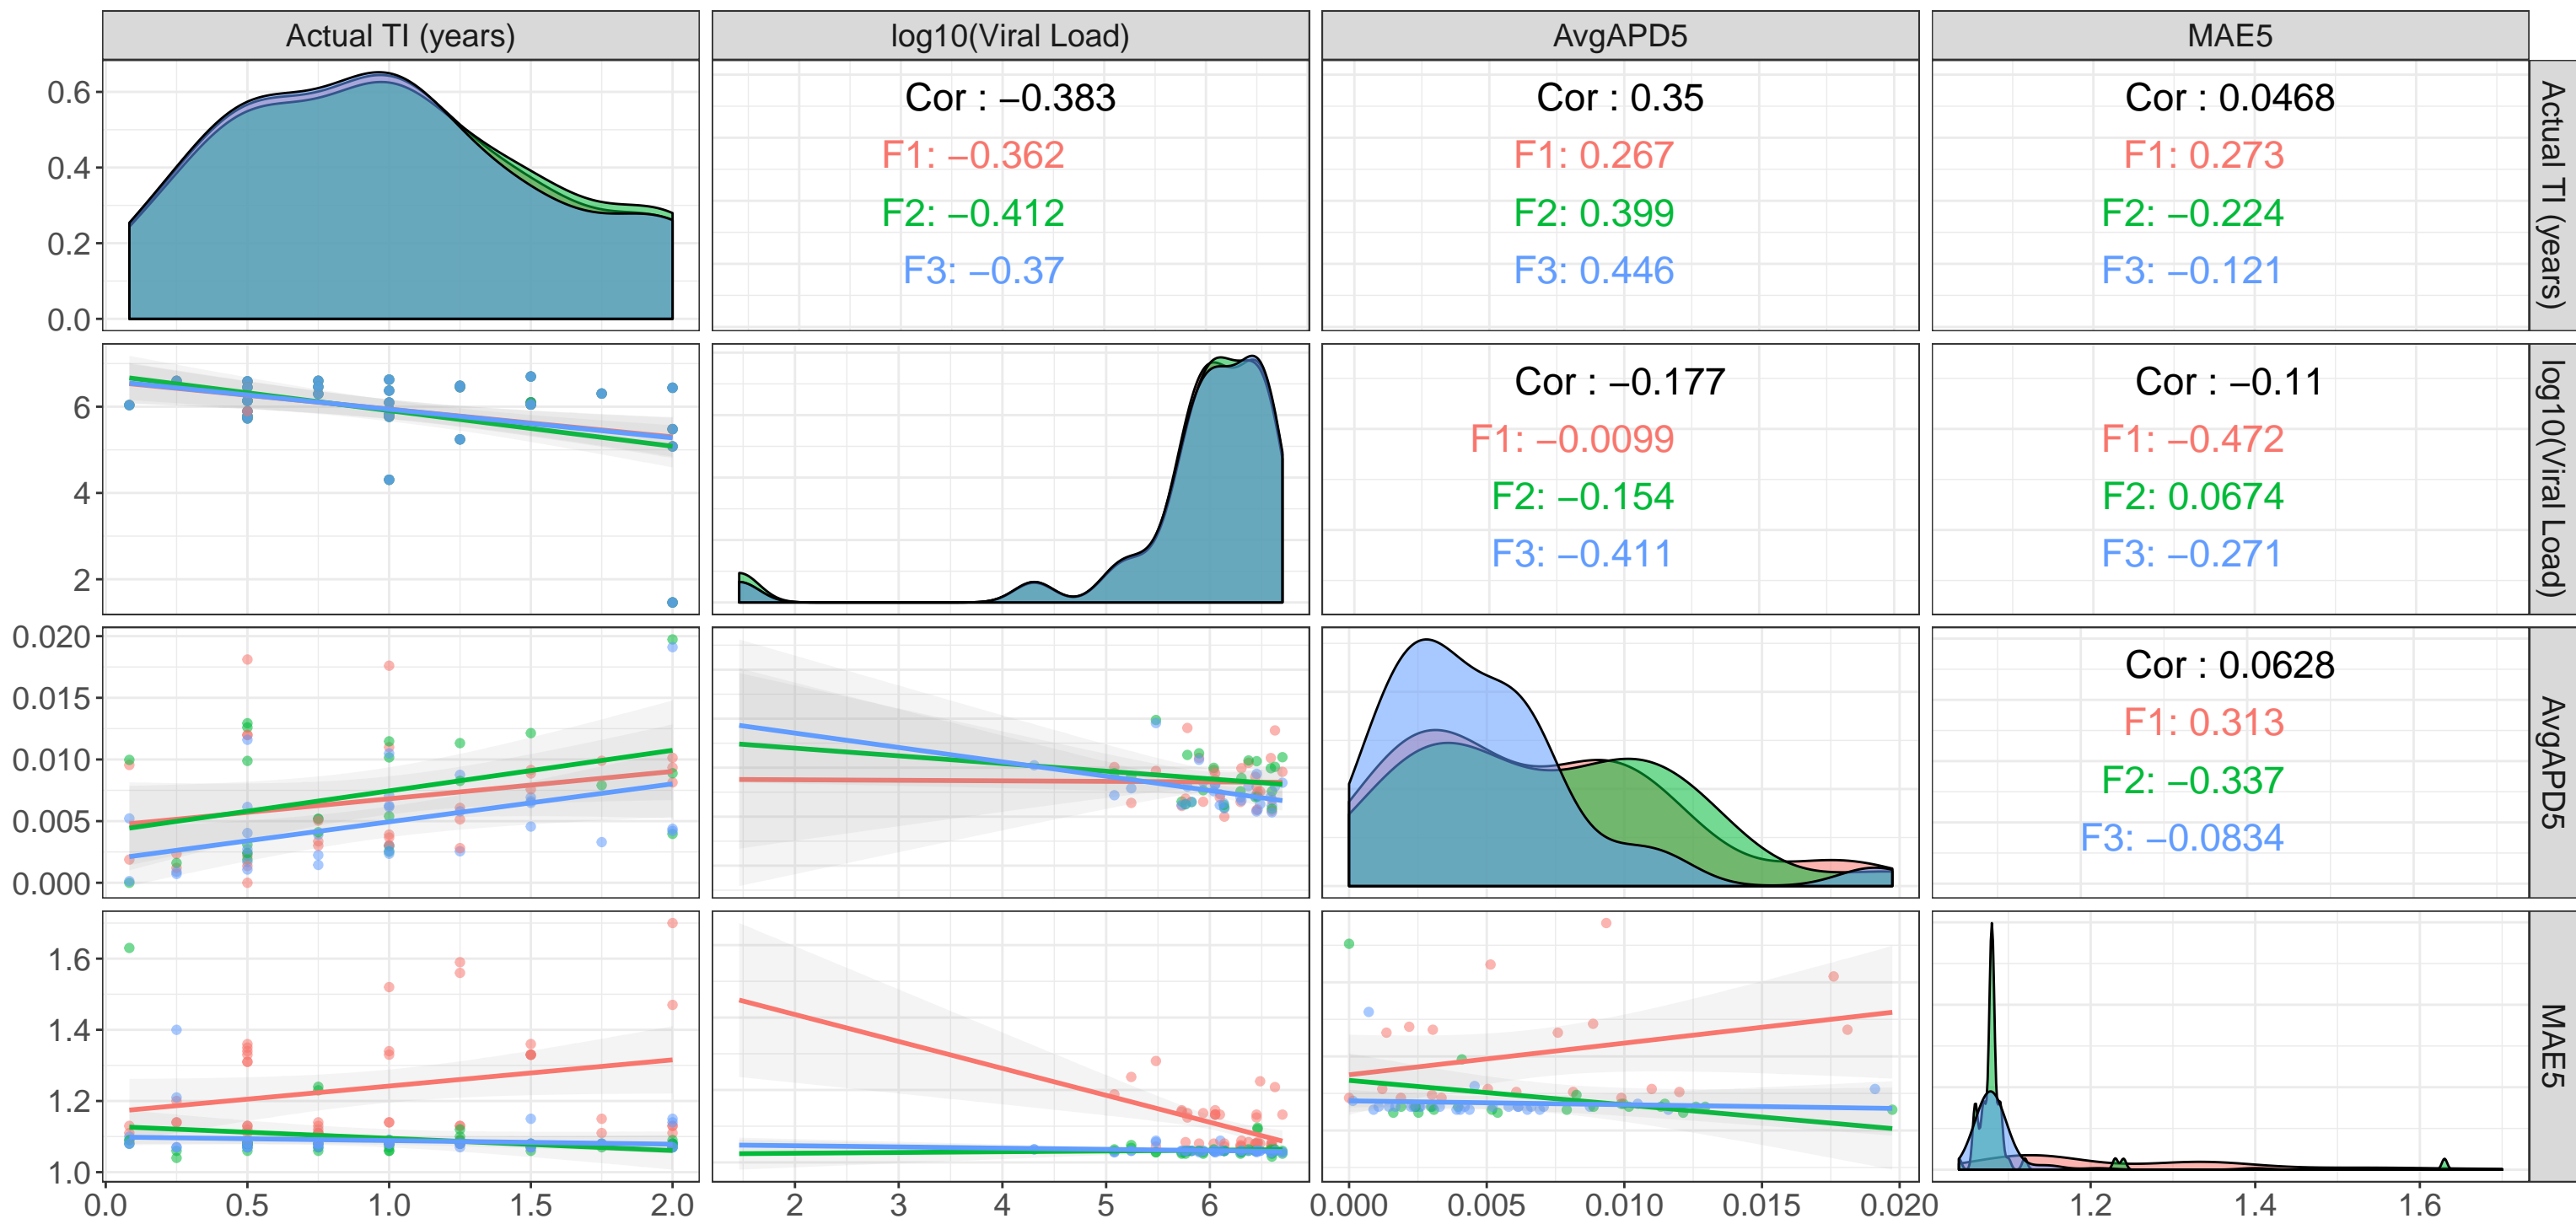 Actual TI (years)
log10(Viral Load)
AvgAPD5
MAE5
0.6
0.4
0.2
0.0
Cor : −0.383
F1: −0.362
F2: −0.412
F3: −0.37
Cor : 0.35
F1: 0.267
F2: 0.399
F3: 0.446
Cor : 0.0468
F1: 0.273
F2: −0.224
F3: −0.121
Actual TI (years)
6
4
2
Cor : −0.177
F1: −0.0099
F2: −0.154
F3: −0.411
Cor : −0.11
F1: −0.472
F2: 0.0674
F3: −0.271
log10(Viral Load)
0.020
0.015
0.010
0.005
0.000
Cor : 0.0628
F1: 0.313
F2: −0.337
F3: −0.0834
AvgAPD5
1.6
1.4
1.2
1.0
MAE5
0.0 0.5 1.0 1.5 2.0
2 3 4 5 6
0.000 0.005 0.010 0.015 0.020
1.2 1.4 1.6